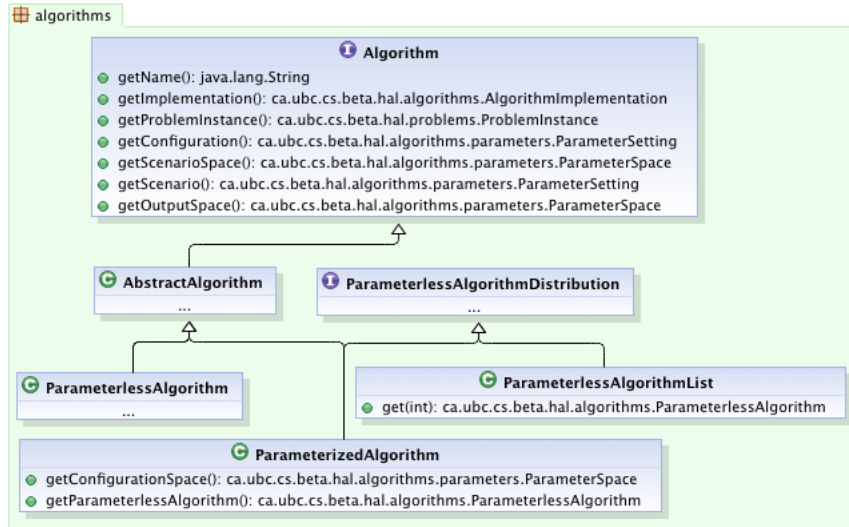 algorithms
Algorithm
getName(): java.lang.String
getImplementation(): ca.ubc.cs.beta.hal.algorithms.AlgorithmImplementation
getProblemInstance(): ca.ubc.cs.beta.hal.problems.ProblemInstance
getConfiguration(): ca.ubc.cs.beta.hal.algorithms.parameters.ParameterSetting
getScenarioSpace(): ca.ubc.cs.beta.hal.algorithms.parameters.ParameterSpace
getScenario(): ca.ubc.cs.beta.hal.algorithms.parameters.ParameterSetting
getOutputSpace(): ca.ubc.cs.beta.hal.algorithms.parameters.ParameterSpace
AbstractAlgorithm
...
ParameterlessAlgorithmDistribution
...
ParameterlessAlgorithm
...
ParameterlessAlgorithmList
get(int): ca.ubc.cs.beta.hal.algorithms.ParameterlessAlgorithm
ParameterizedAlgorithm
getConfigurationSpace(): ca.ubc.cs.beta.hal.algorithms.parameters.ParameterSpace
getParameterlessAlgorithm(): ca.ubc.cs.beta.hal.algorithms.ParameterlessAlgorithm